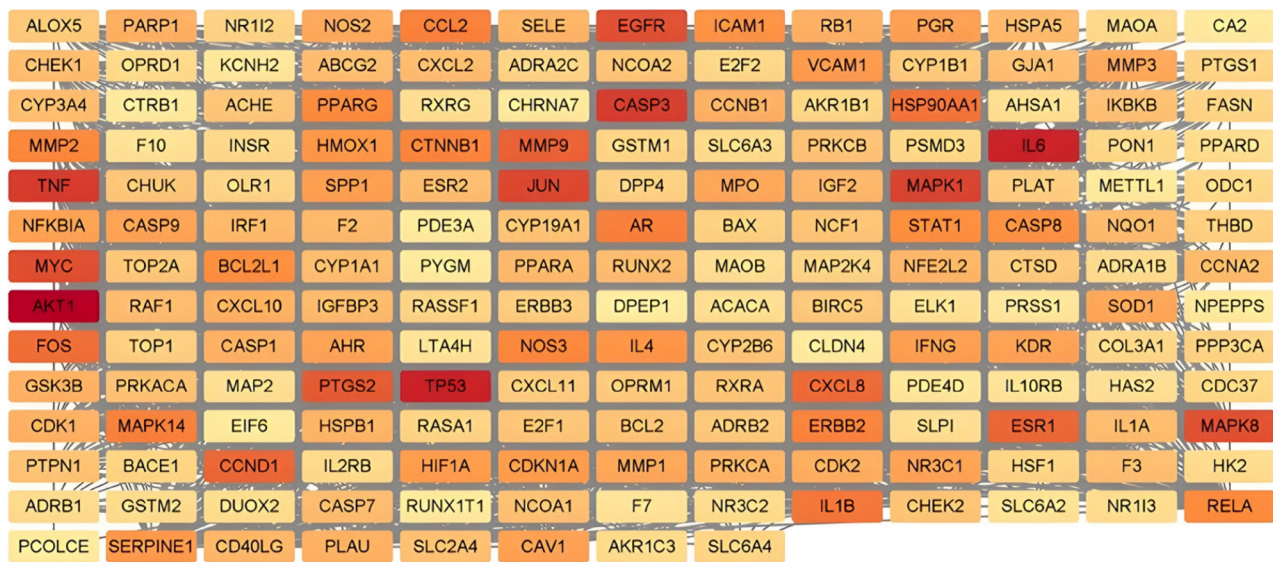 ALOX5 PARP1 NR1I2 NOS2 CCL2 SELE EGFR ICAM1 RB1 PGR HSPA5 MAOA CA2
CHEK1 OPRD1 KCNH2 ABCG2 CXCL2 ADRA2C NCOA2 E2F2 VCAM1 CYP1B1 GJA1 MMP3 PTGS1
CYP3A4 CTRB1 ACHE PPARG RXRG CHRNA7 CASP3 CCNB1 AKR1B1 HSP90AA1 AHSA1 IKBKB FASN
MMP2 F10 INSR HMOX1 CTNNB1 MMP9 GSTM1 SLC6A3 PRKCB PSMD3 IL6 PON1 PPARD
TNF CHUK OLR1 SPP1 ESR2 JUN DPP4 MPO IGF2 MAPK1 PLAT METTL1 ODC1
NFKBIA CASP9 IRF1 F2 PDE3A CYP19A1 AR BAX NCF1 STAT1 CASP8 NQO1 THBD
MYC TOP2A BCL2L1 CYP1A1 PYGM PPARA RUNX2 MAOB MAP2K4 NFE2L2 CTSD ADRA1B CCNA2
AKT1 RAF1 CXCL10 IGFBP3 RASSF1 ERBB3 DPEP1 ACACA BIRC5 ELK1 PRSS1 SOD1 NPEPPS
FOS TOP1 CASP1 AHR LTA4H NOS3 IL4 CYP2B6 CLDN4 IFNG KDR COL3A1 PPP3CA
GSK3B PRKACA MAP2 PTGS2 TP53 CXCL11 OPRM1 RXRA CXCL8 PDE4D IL10RB HAS2 CDC37
CDK1 MAPK14 EIF6 HSPB1 RASA1 E2F1 BCL2 ADRB2 ERBB2 SLPI ESR1 IL1A MAPK8
PTPN1 BACE1 CCND1 IL2RB HIF1A CDKN1A MMP1 PRKCA CDK2 NR3C1 HSF1 F3 HK2
ADRB1 GSTM2 DUOX2 CASP7 RUNX1T1 NCOA1 F7 NR3C2 IL1B CHEK2 SLC6A2 NR1I3 RELA
PCOLCE SERPINE1 CD40LG PLAU SLC2A4 CAV1 AKR1C3 SLC6A4